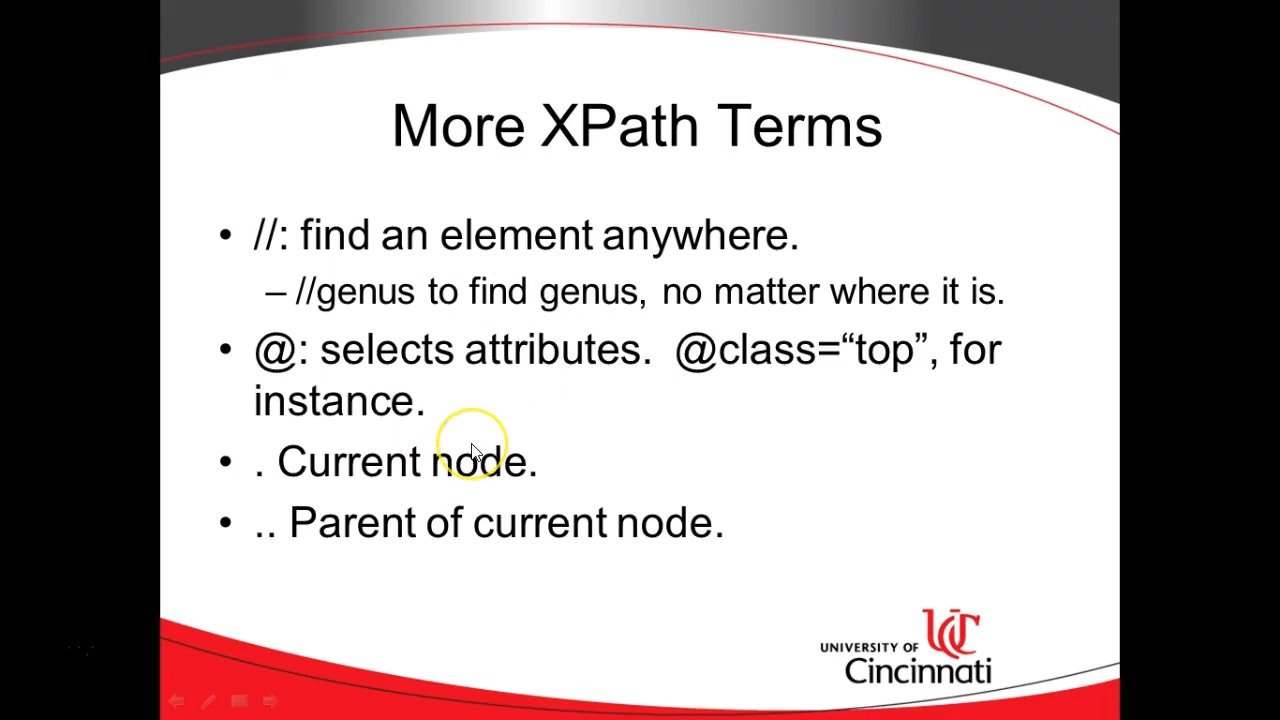 More XPath Terms
• //: find an element anywhere.
– //genus to find genus, no matter where it is.
• @: selects attributes.  @class=“top”, for
instance.
• . Current node.
• .. Parent of current node.
UC
UNIVERSITY OF
Cincinnati